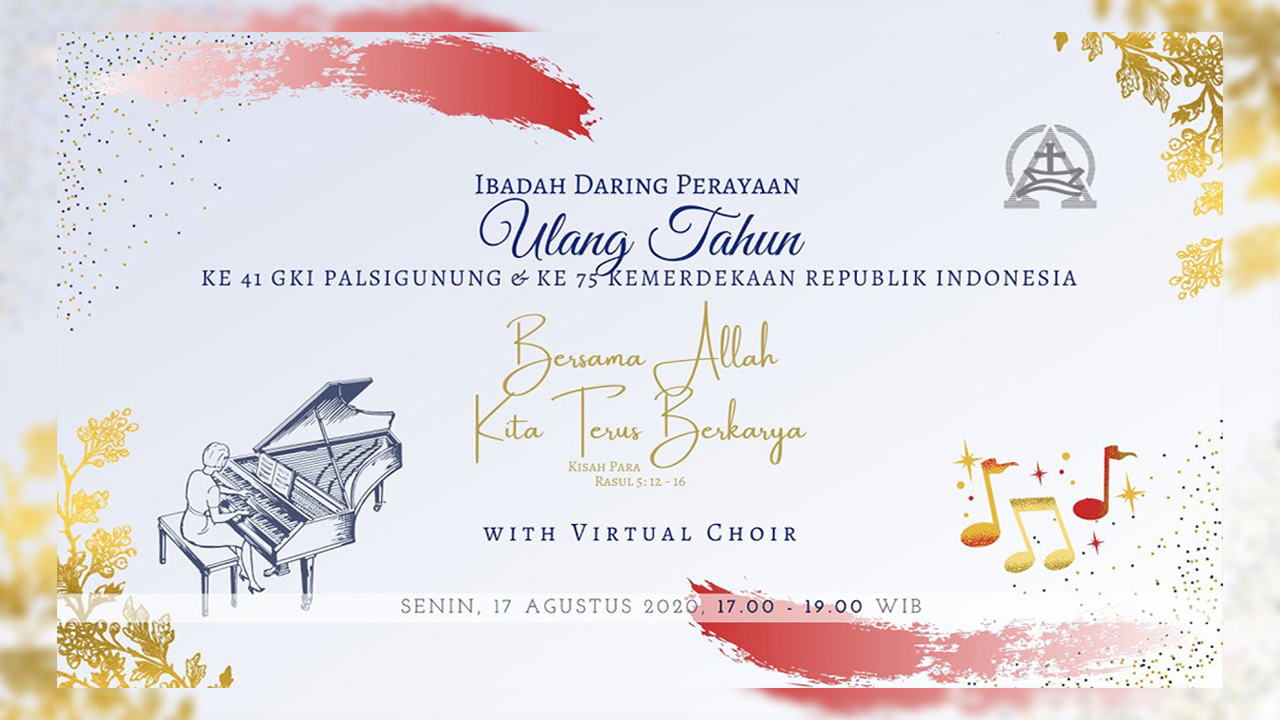 Ibadah Daring Perayaan
Ulang Tahun
KE 41 GKI PALSIGUNUNG & KE 75 KEMERDEKAAN REPUBLIK INDONESIA
Bersama Allah
Kita Terus Berkarya
Kisah Para
Rasul 5: 12 - 16
with Virtual Choir
SENIN, 17 AGUSTUS 2020, 17.00 - 19.00 WIB